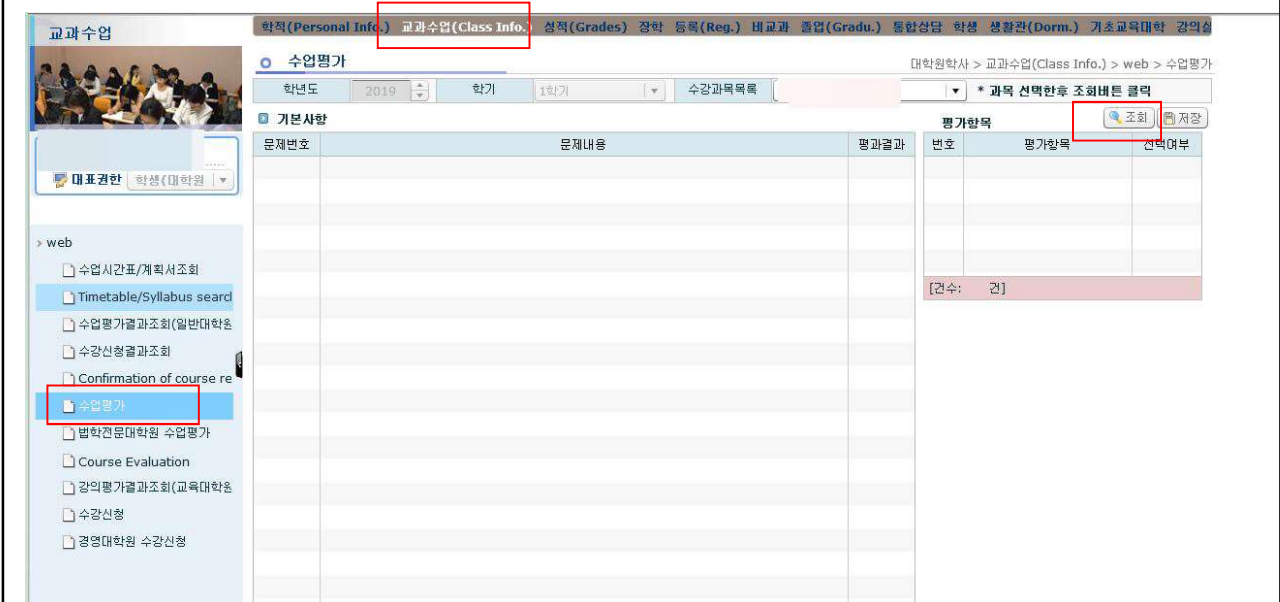 교과수업
학적(Personal Info.) 교과수업(Class Info.) 성적(Grades) 장학 등록(Reg.) 비교과 졸업(Gradu.) 통합상담 학생 생활관(Dorm.) 기초교육대학 강의실
수업평가
대학원학사 > 교과수업(Class Info.) > web > 수업평가
학년도 2019 학기 1학기 수강과목목록 * 과목 선택한후 조회버튼 클릭
기본사항
평가항목
조회 저장
문제번호 문제내용 평과결과
번호 평가항목 선택여부
[건수: 건]
대표권한 학생(대학원
web
수업시간표/계획서조회
Timetable/Syllabus search
수업평가결과조회(일반대학원
수강신청결과조회
Confirmation of course re
수업평가
법학전문대학원 수업평가
Course Evaluation
강의평가결과조회(교육대학원
수강신청
경영대학원 수강신청